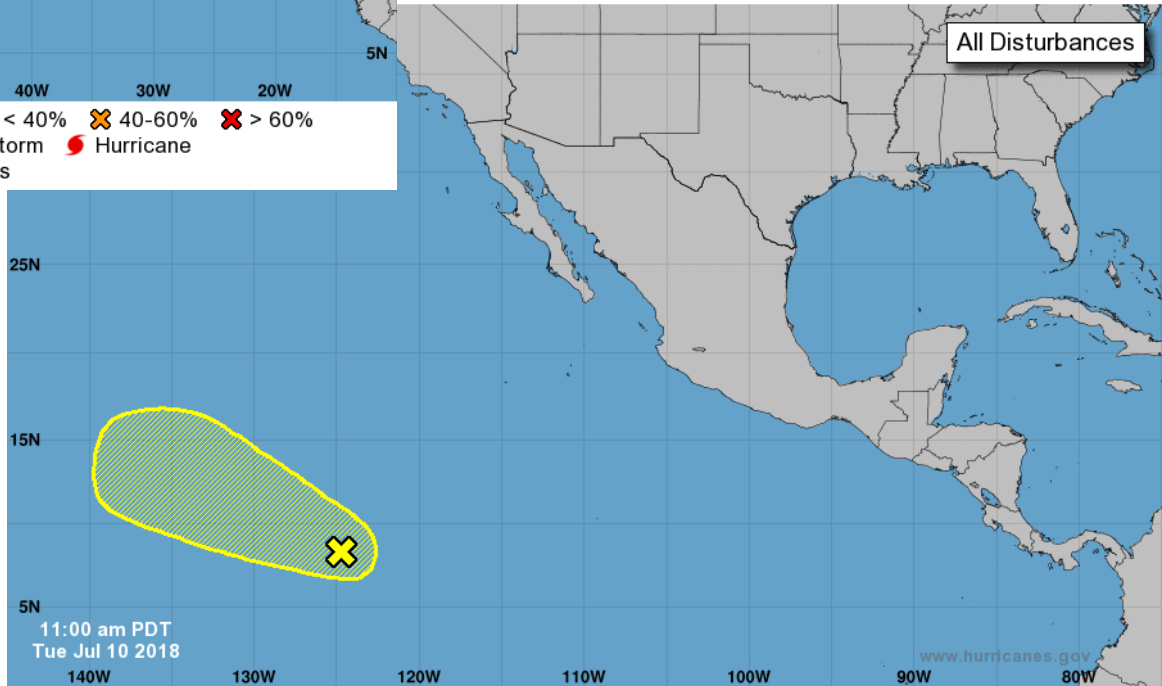 All Disturbances
5N
40W 30W 20W
< 40% 40-60% > 60%
torm Hurricane
s
25N
15N
5N
11:00 am PDT
Tue Jul 10 2018
www.hurricanes.gov
140W 130W 120W 110W 100W 90W 80W